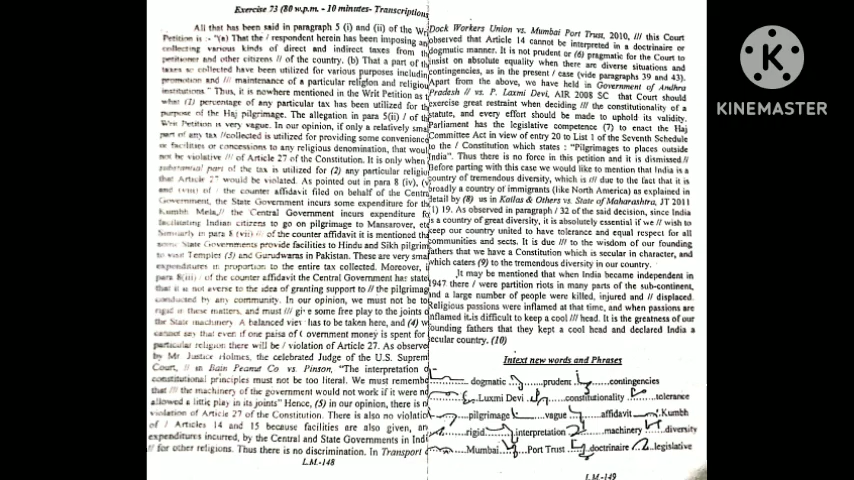 Exercise 73 (80 w.p.m. - 10 minutes- Transcriptions
All that has been said in paragraph 5 (i) and (ii) of the Wri
Petition is :- "(a) That the / respondent herein has been imposing an
collecting various kinds of direct and indirect taxes from th
petitioner and other citizens // of the country. (b) That a part of th
taxes so collected have been utilized for various purposes includin
promotion and /// maintenance of a particular religion and religiou
institutions." Thus, it is nowhere mentioned in the Writ Petition as t
what (1) percentage of any particular tax has been utilized for th
purpose of the Haj pilgrimage. The allegation in para 5(ii) / of th
Writ Petition is very vague. In our opinion, if only a relatively sma
part of any tax //collected is utilized for providing some convenience
or facilities or concessions to any religious denomination, that woul
not be violative /// of Article 27 of the Constitution. It is only when
substantial part of the tax is utilized for (2) any particular religio
that Article 2 would be violated. As pointed out in para 8 (iv), (v
and (viii) of / the counter affidavit filed on behalf of the Centra
Government, the State Government incurs some expenditure for th
Kumbh Mela,// the Central Government incurs expenditure fo
facilitating Indian citizens to go on pilgrimage to Mansarover, etc
Similarly in para 8 (vii) /// of the counter affidavit it is mentioned tha
some State Governments provide facilities to Hindu and Sikh pilgrim
to visit Temples (5) and Gurudwaras in Pakistan. These are very sma
expenditures in proportion to the entire tax collected. Moreover, i
para 8(iii) / of the counter affidavit the Central Government has state
that it is not averse to the idea of granting support to // the pilgrimag
conducted by any community. In our opinion, we must not be too
rigid in these matters, and must /// give some free play to the joints of
the State machinery. A balanced view has to be taken here, and (4) w
cannot say that even if one paisa of Government money is spent for
particular religion there will be / violation of Article 27. As observe
by Mr Justice Holmes, the celebrated Judge of the U.S. Suprem
Court, // in Bain Peanut Co vs. Pinson, "The interpretation o
constitutional principles must not be too literal. We must remembe
that /// the machinery of the government would not work if it were no
allowed a little play in its joints" Hence, (5) in our opinion, there is n
violation of Article 27 of the Constitution. There is also no violatio
of / Articles 14 and 15 because facilities are also given, an
expenditures incurred, by the Central and State Governments in Indi
// for other religions. Thus there is no discrimination. In Transport
L.M.-148
Dock Workers Union vs. Mumbai Port Trust, 2010, /// this Court
observed that Article 14 cannot be interpreted in a doctrinaire or
dogmatic manner. It is not prudent or (6) pragmatic for the Court to
insist on absolute equality when there are diverse situations and
contingencies, as in the present / case (vide paragraphs 39 and 43).
Apart from the above, we have held in Government of Andhra
Pradesh // vs. P. Laxmi Devi, AIR 2008 SC that Court should
exercise great restraint when deciding /// the constitutionality of a
statute, and every effort should be made to uphold its validity.
Parliament has the legislative competence (7) to enact the Haj
Committee Act in view of entry 20 to List 1 of the Seventh Schedule
to the / Constitution which states : "Pilgrimages to places outside
India". Thus there is no force in this petition and it is dismissed.//
Before parting with this case we would like to mention that India is a
country of tremendous diversity, which is /// due to the fact that it is
broadly a country of immigrants (like North America) as explained in
detail by (8) us in Kailas & Others vs. State of Maharashtra, JT 2011
1) 19. As observed in paragraph / 32 of the said decision, since India
is a country of great diversity, it is absolutely essential if we // wish to
keep our country united to have tolerance and equal respect for all
communities and sects. It is due /// to the wisdom of our founding
fathers that we have a Constitution which is secular in character, and
which caters (9) to the tremendous diversity in our country.
It may be mentioned that when India became independent in
1947 there / were partition riots in many parts of the sub-continent,
and a large number of people were killed, injured and // displaced.
Religious passions were inflamed at that time, and when passions are
inflamed it is difficult to keep a cool /// head. It is the greatness of our
founding fathers that they kept a cool head and declared India a
secular country. (10)
Intext new words and Phrases
dogmatic ......prudent ......contingencies
Luxmi Devi ......constitutionality ......tolerance
pilgrimage ......vague ......affidavit ......Kumbh
rigid ......interpretation ......machinery ......diversity
Mumbai ......Port Trust ......doctrinaire ......legislative
L.M.-149
KINEMASTER